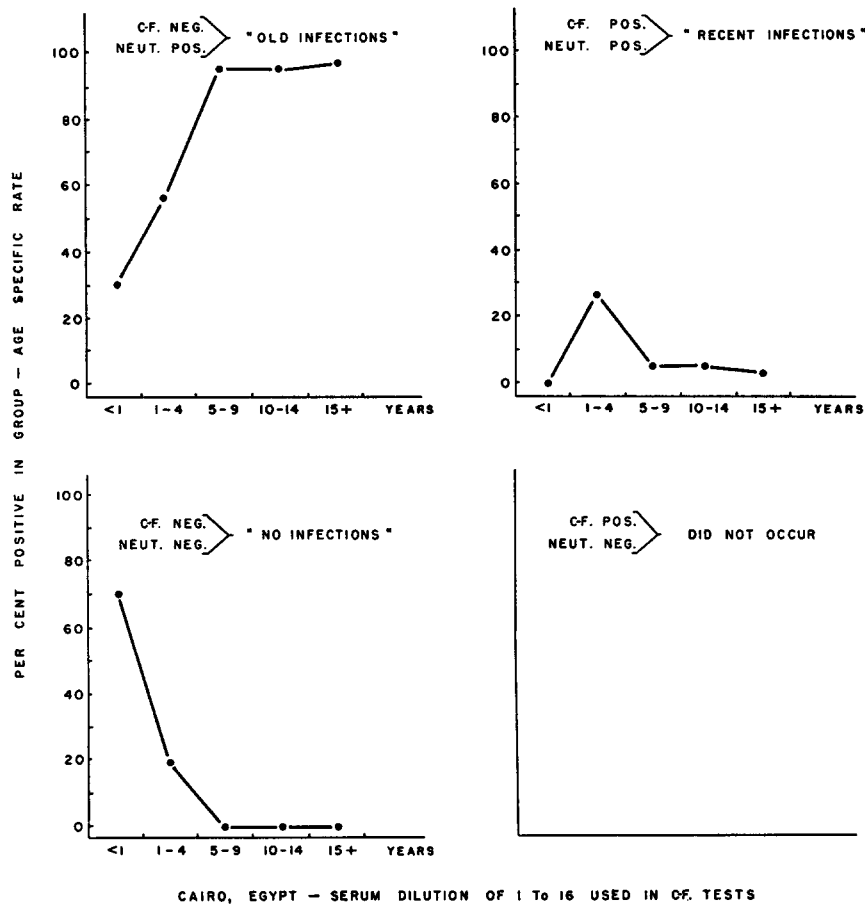 C-F. NEG.
NEUT. POS.
"OLD INFECTIONS"
100
80
60
40
20
0
<1 1-4 5-9 10-14 15+ YEARS
C-F. POS.
NEUT. POS.
"RECENT INFECTIONS"
100
80
60
40
20
0
<1 1-4 5-9 10-14 15+ YEARS
PER CENT POSITIVE IN GROUP — AGE SPECIFIC RATE
C-F. NEG.
NEUT. NEG.
"NO INFECTIONS"
100
80
60
40
20
0
<1 1-4 5-9 10-14 15+ YEARS
C-F. POS.
NEUT. NEG.
DID NOT OCCUR
CAIRO, EGYPT — SERUM DILUTION OF 1 To 16 USED IN C-F. TESTS